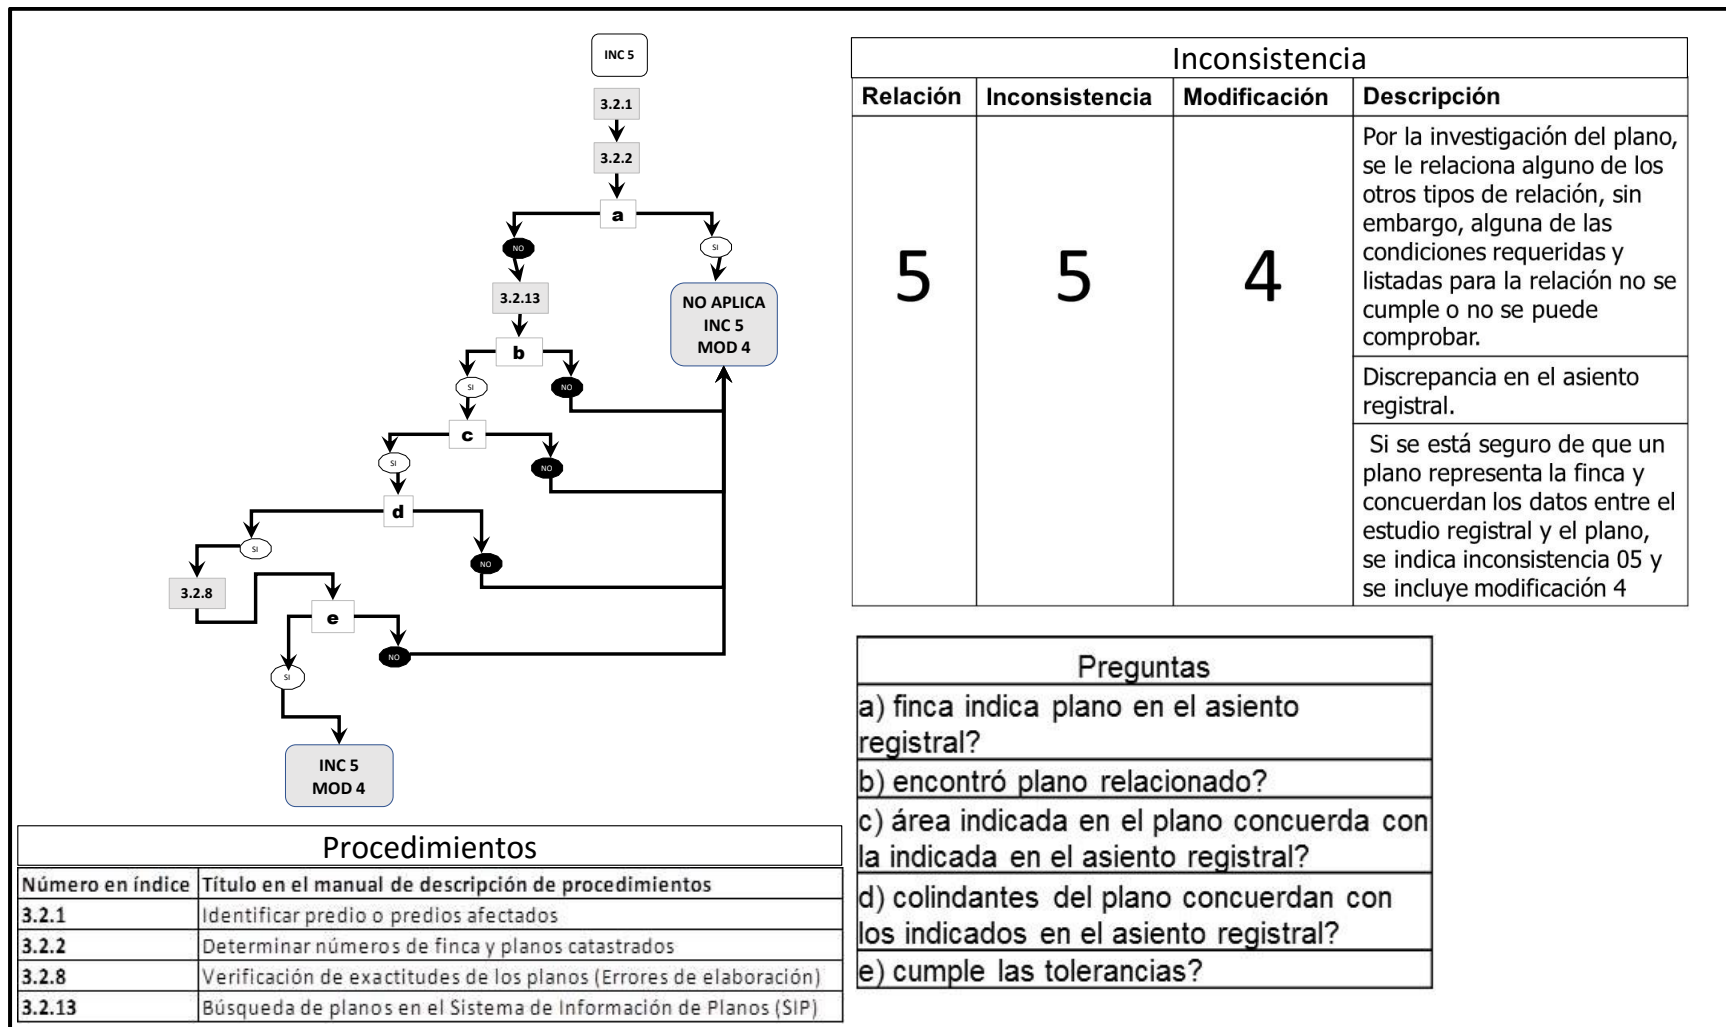 INC 5
3.2.1
3.2.2
a
NO
SI
3.2.13
NO APLICA
INC 5
MOD 4
b
SI
NO
c
SI
NO
d
SI
NO
3.2.8
e
NO
SI
INC 5
MOD 4
Inconsistencia
Relación Inconsistencia Modificación Descripción
5 5 4
Por la investigación del plano,
se le relaciona alguno de los
otros tipos de relación, sin
embargo, alguna de las
condiciones requeridas y
listadas para la relación no se
cumple o no se puede
comprobar.
Discrepancia en el asiento
registral.
Si se está seguro de que un
plano representa la finca y
concuerdan los datos entre el
estudio registral y el plano,
se indica inconsistencia 05 y
se incluye modificación 4
Preguntas
a) finca indica plano en el asiento
registral?
b) encontró plano relacionado?
c) área indicada en el plano concuerda con
la indicada en el asiento registral?
d) colindantes del plano concuerdan con
los indicados en el asiento registral?
e) cumple las tolerancias?
Procedimientos
Número en índice Título en el manual de descripción de procedimientos
3.2.1 Identificar predio o predios afectados
3.2.2 Determinar números de finca y planos catastrados
3.2.8 Verificación de exactitudes de los planos (Errores de elaboración)
3.2.13 Búsqueda de planos en el Sistema de Información de Planos (SIP)